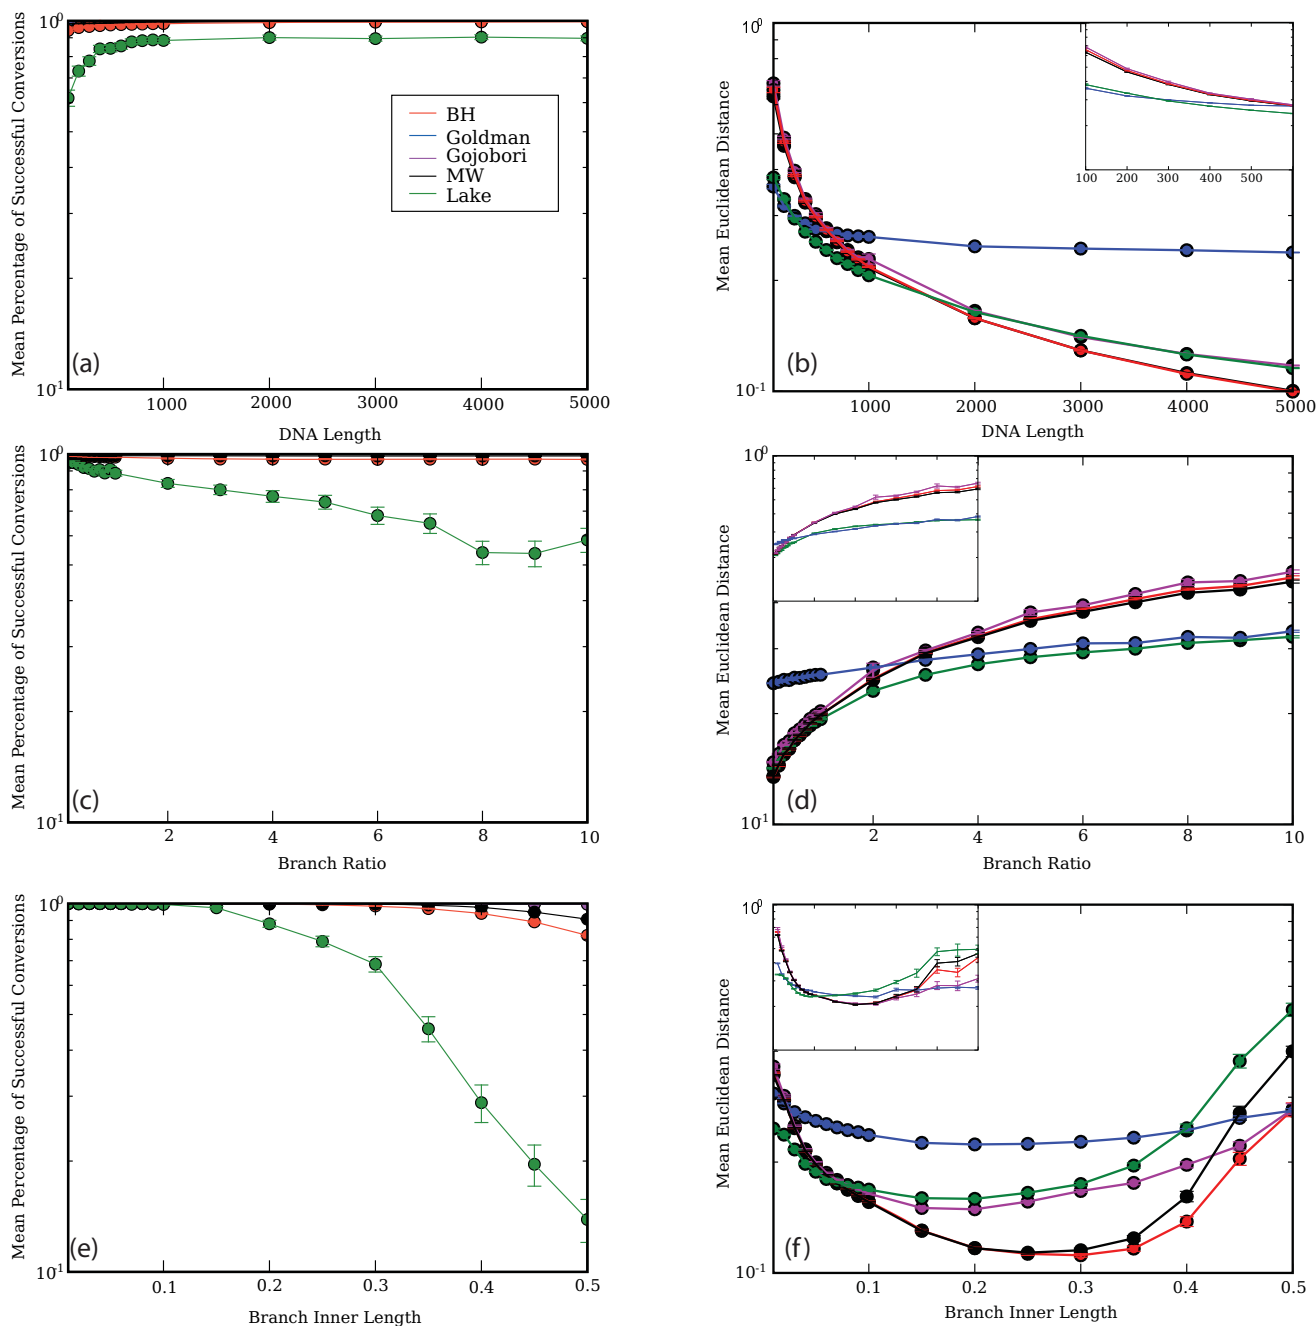 Mean Percentage of Successful Conversions
10^0
10^-1
BH
Goldman
Gojobori
MW
Lake
(a)
1000 2000 3000 4000 5000
DNA Length
Mean Euclidean Distance
10^0
10^-1
100 200 300 400 500
(b)
1000 2000 3000 4000 5000
DNA Length
Mean Percentage of Successful Conversions
10^0
10^-1
(c)
2 4 6 8 10
Branch Ratio
Mean Euclidean Distance
10^0
10^-1
(d)
2 4 6 8 10
Branch Ratio
Mean Percentage of Successful Conversions
10^0
10^-1
(e)
0.1 0.2 0.3 0.4 0.5
Branch Inner Length
Mean Euclidean Distance
10^0
10^-1
(f)
0.1 0.2 0.3 0.4 0.5
Branch Inner Length